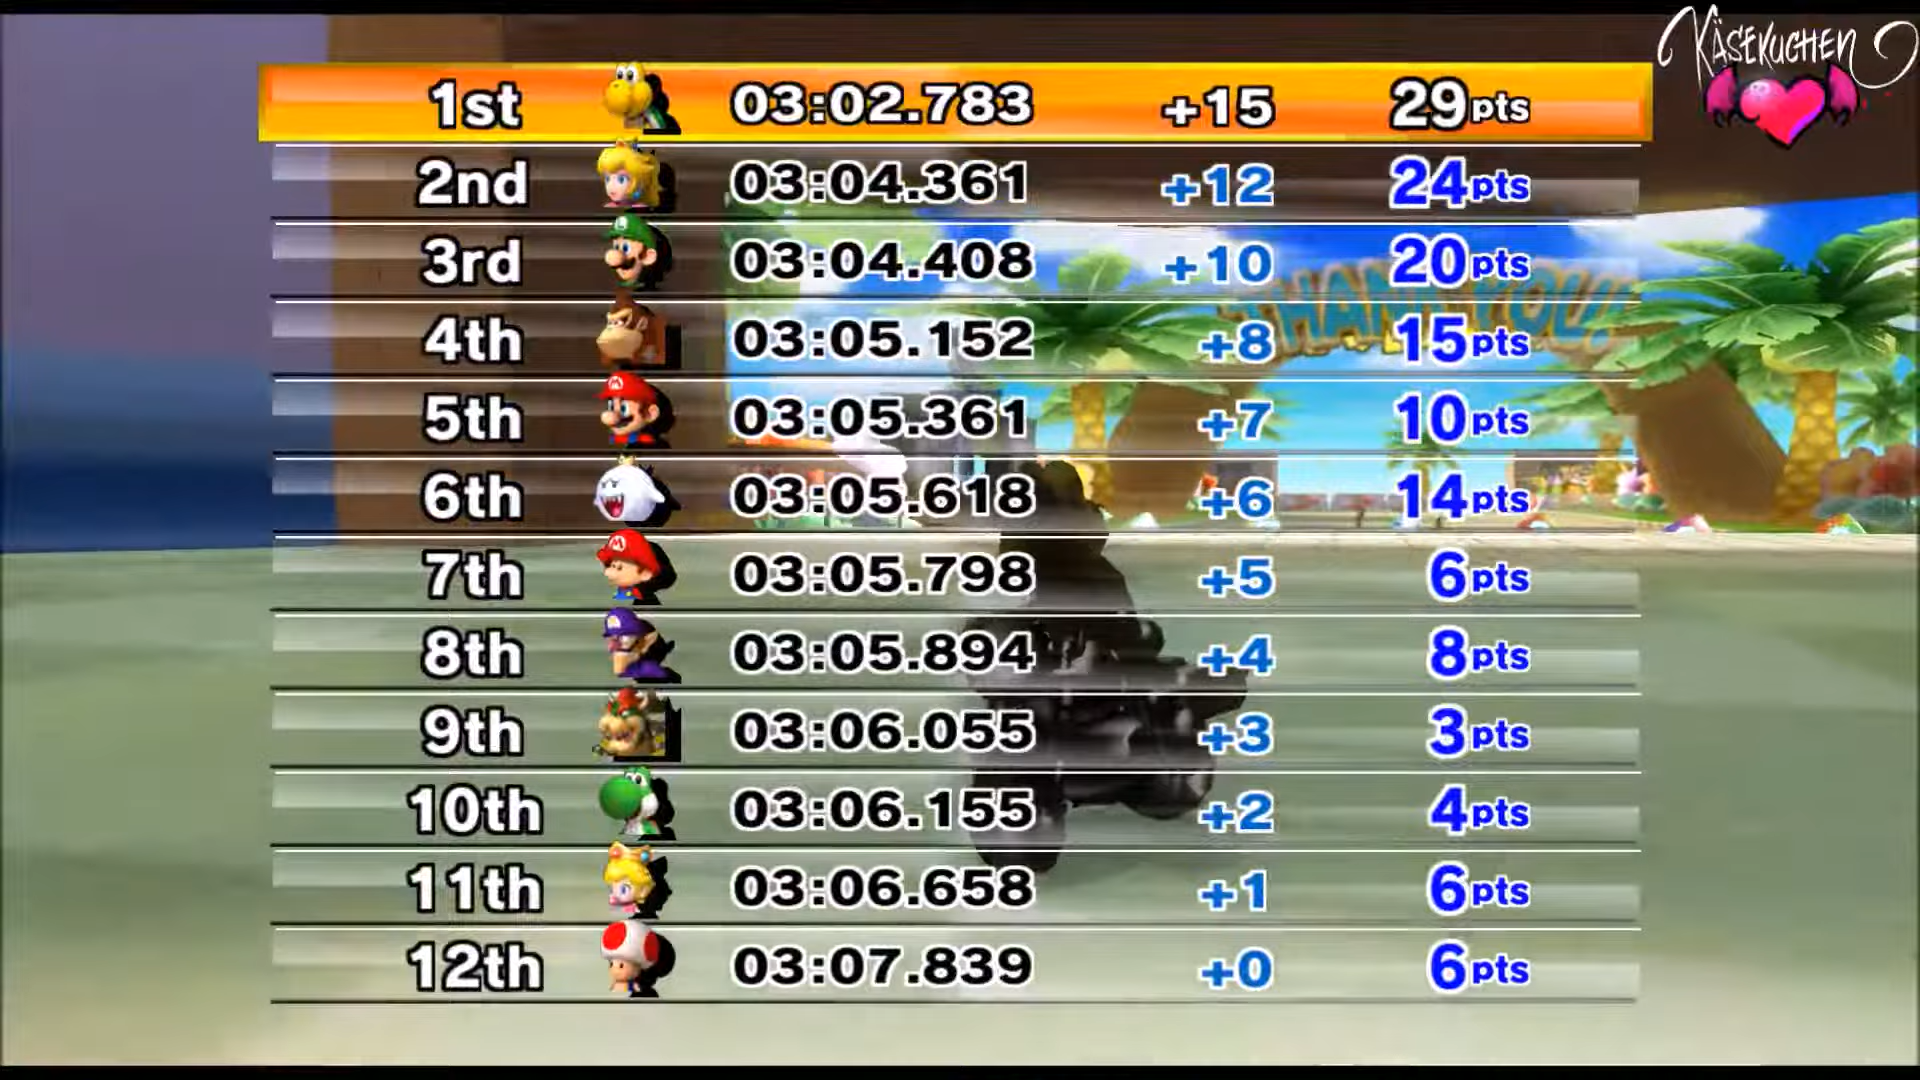 KÄSEKUCHEN
1st 03:02.783 +15 29pts
2nd 03:04.361 +12 24pts
3rd 03:04.408 +10 20pts
4th 03:05.152 +8 15pts
THANK YOU!
5th 03:05.361 +7 10pts
6th 03:05.618 +6 14pts
7th 03:05.798 +5 6pts
8th 03:05.894 +4 8pts
9th 03:06.055 +3 3pts
10th 03:06.155 +2 4pts
11th 03:06.658 +1 6pts
12th 03:07.839 +0 6pts